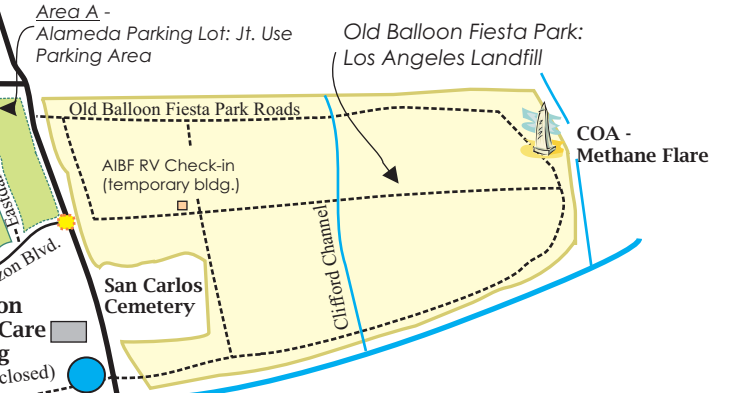 Area A -
Alameda Parking Lot: Jt. Use
Parking Area
Old Balloon Fiesta Park:
Los Angeles Landfill
Old Balloon Fiesta Park Roads
COA -
Methane Flare
AIBF RV Check-in
(temporary bldg.)
Clifford Channel
zon Blvd.
San Carlos
Cemetery
on
Care
g
closed)